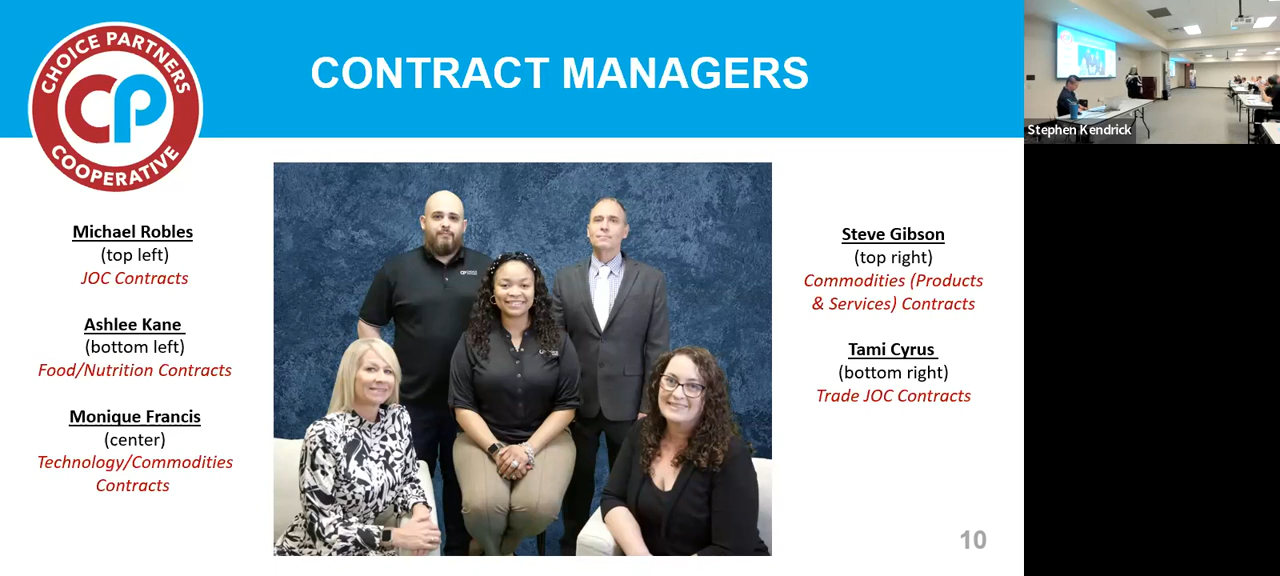 CHOICE PARTNERS
CP
COOPERATIVE
CONTRACT MANAGERS
Michael Robles
(top left)
JOC Contracts
Ashlee Kane
(bottom left)
Food/Nutrition Contracts
Monique Francis
(center)
Technology/Commodities
Contracts
Steve Gibson
(top right)
Commodities (Products
& Services) Contracts
Tami Cyrus
(bottom right)
Trade JOC Contracts
10
Stephen Kendrick